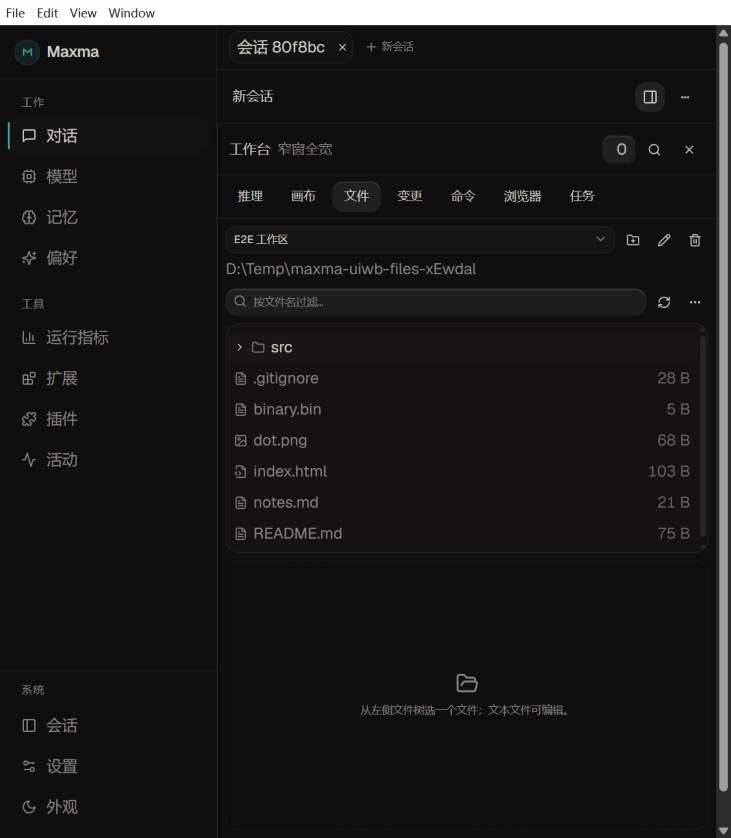 File Edit View Window
Maxma
会话 80f8bc × + 新会话
新会话
工作
对话
模型
记忆
偏好
工具
运行指标
扩展
插件
活动
系统
会话
设置
外观
工作台 窄窗全宽 0
推理 画布 文件 变更 命令 浏览器 任务
E2E 工作区
D:\Temp\maxma-uiwb-files-xEwdal
按文件名过滤…
src
.gitignore 28 B
binary.bin 5 B
dot.png 68 B
index.html 103 B
notes.md 21 B
README.md 75 B
从左侧文件树选一个文件；文本文件可编辑。